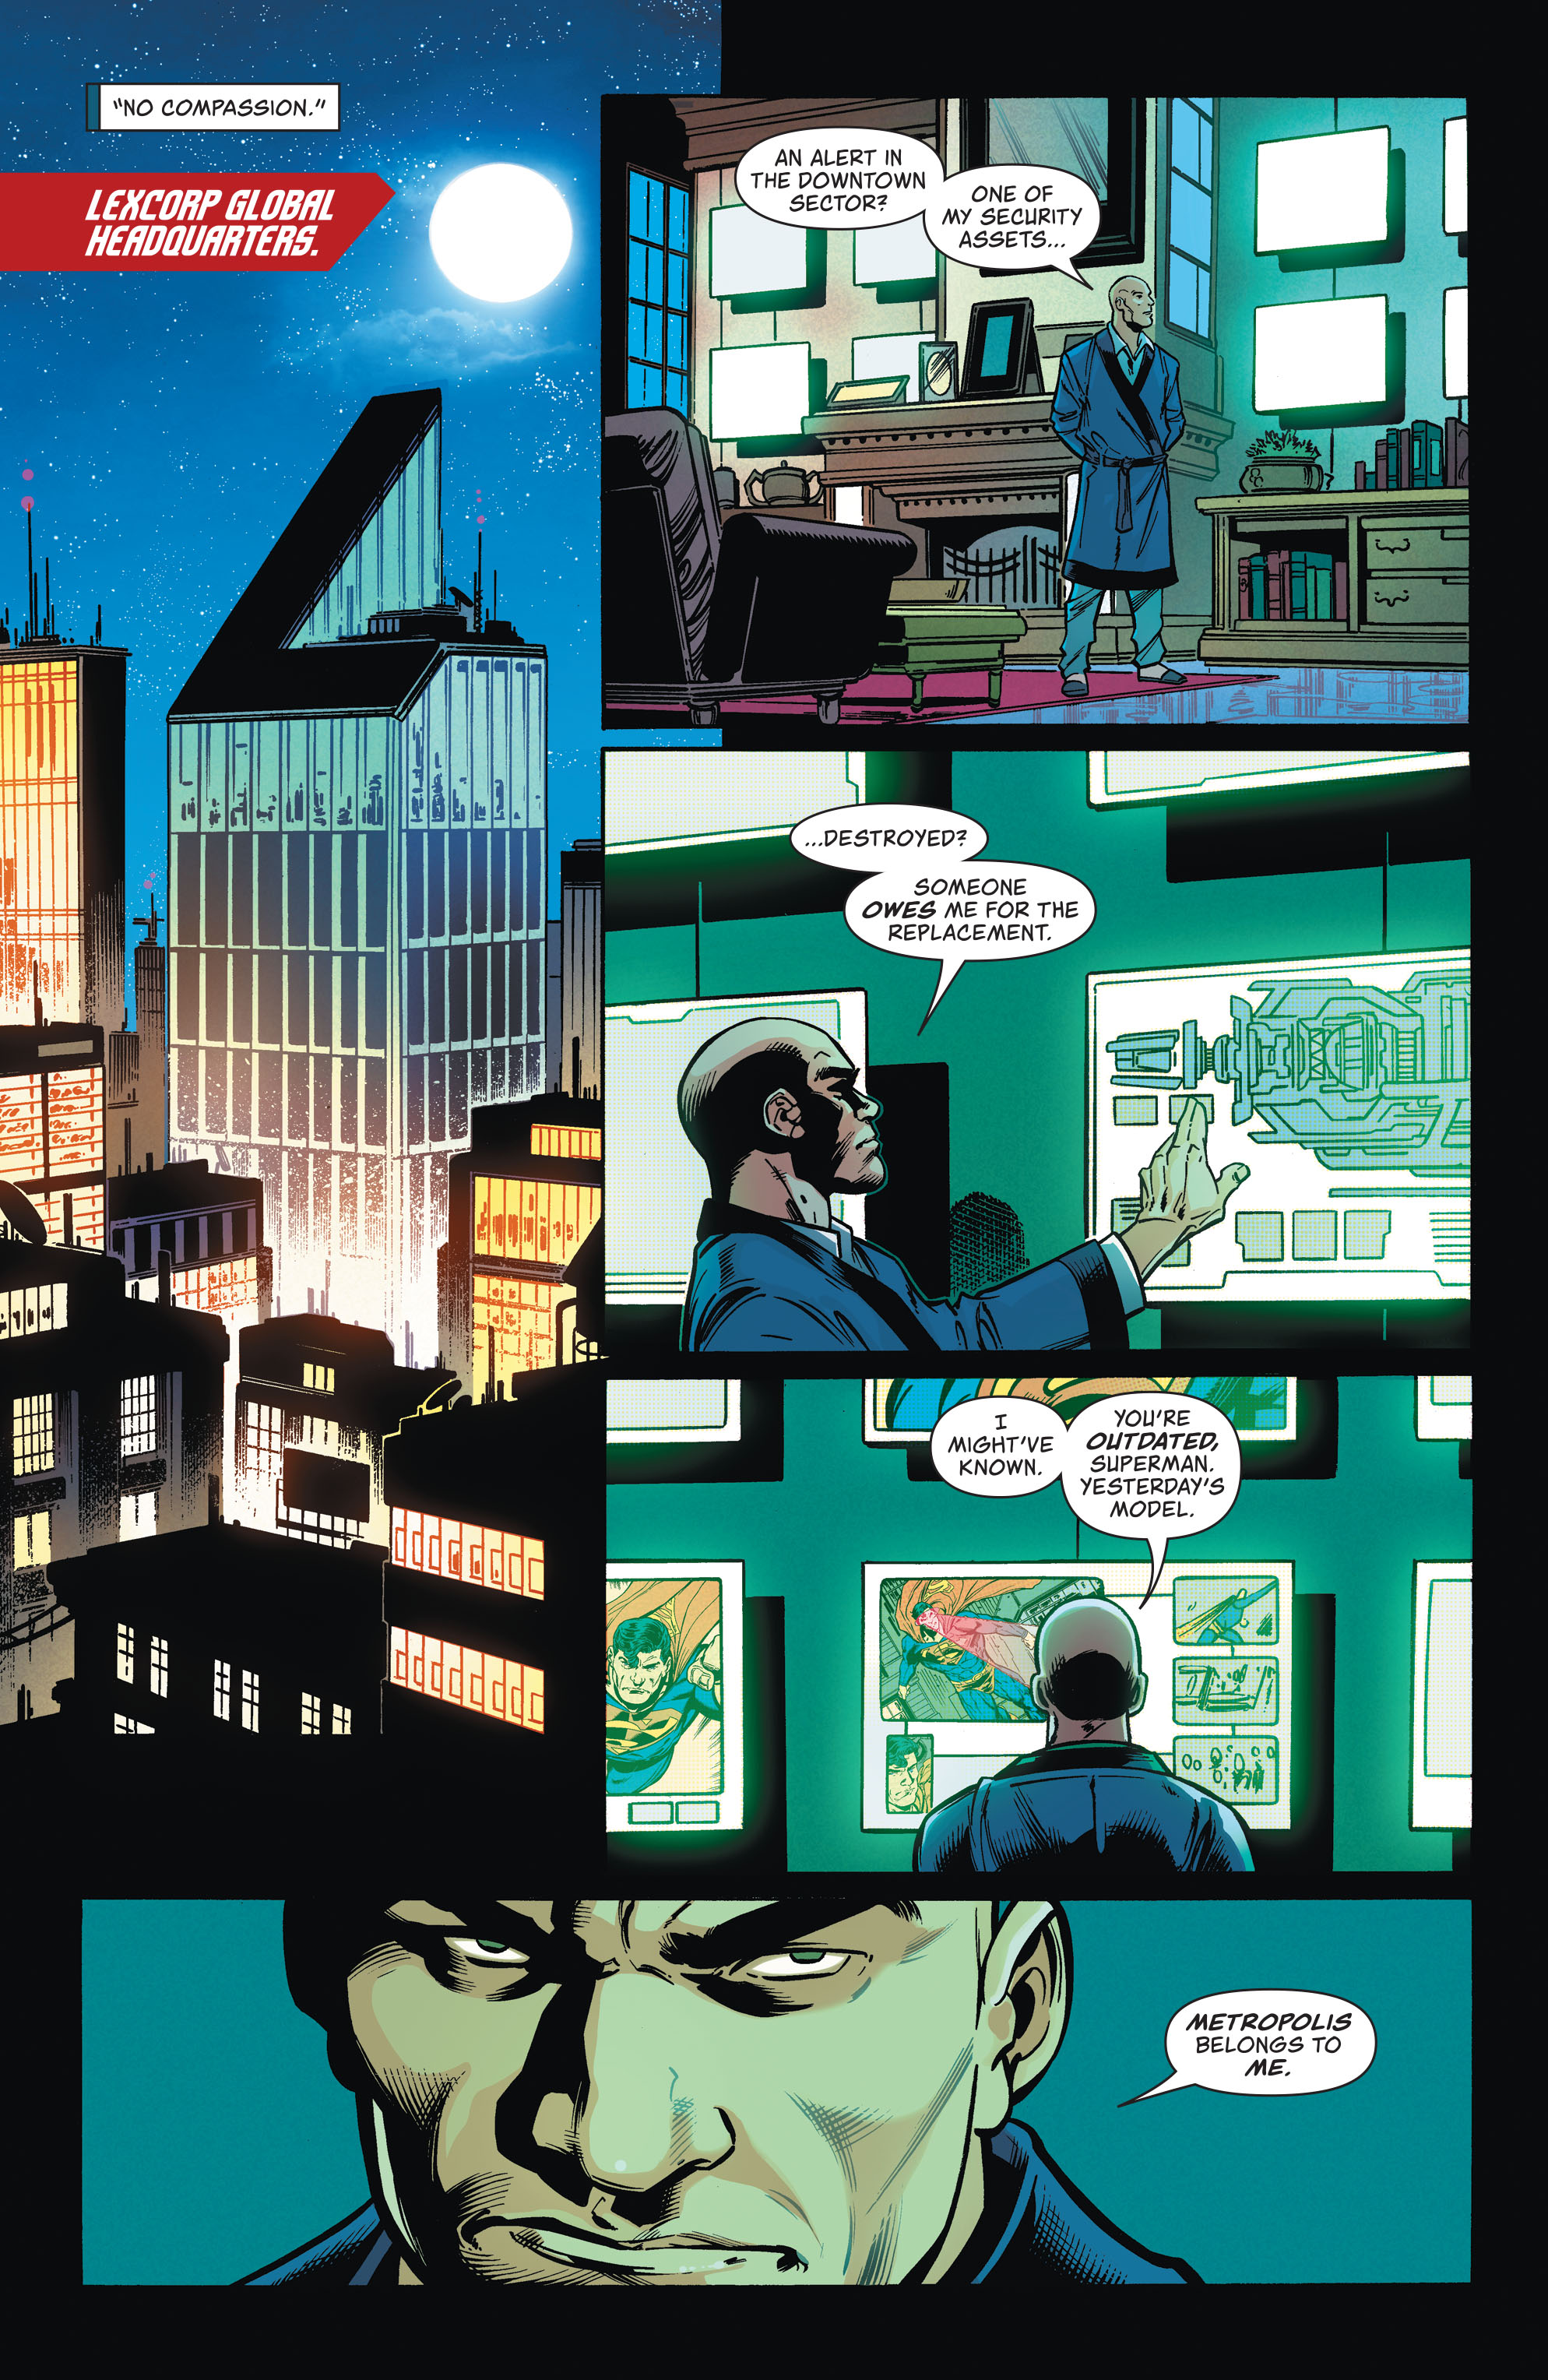 "NO COMPASSION."
LEXCORP GLOBAL
HEADQUARTERS.
AN ALERT IN
THE DOWNTOWN
SECTOR?
ONE OF
MY SECURITY
ASSETS...
...DESTROYED?
SOMEONE
OWES ME FOR THE
REPLACEMENT.
I
MIGHT'VE
KNOWN.
YOU'RE
OUTDATED,
SUPERMAN.
YESTERDAY'S
MODEL.
METROPOLIS
BELONGS TO
ME.